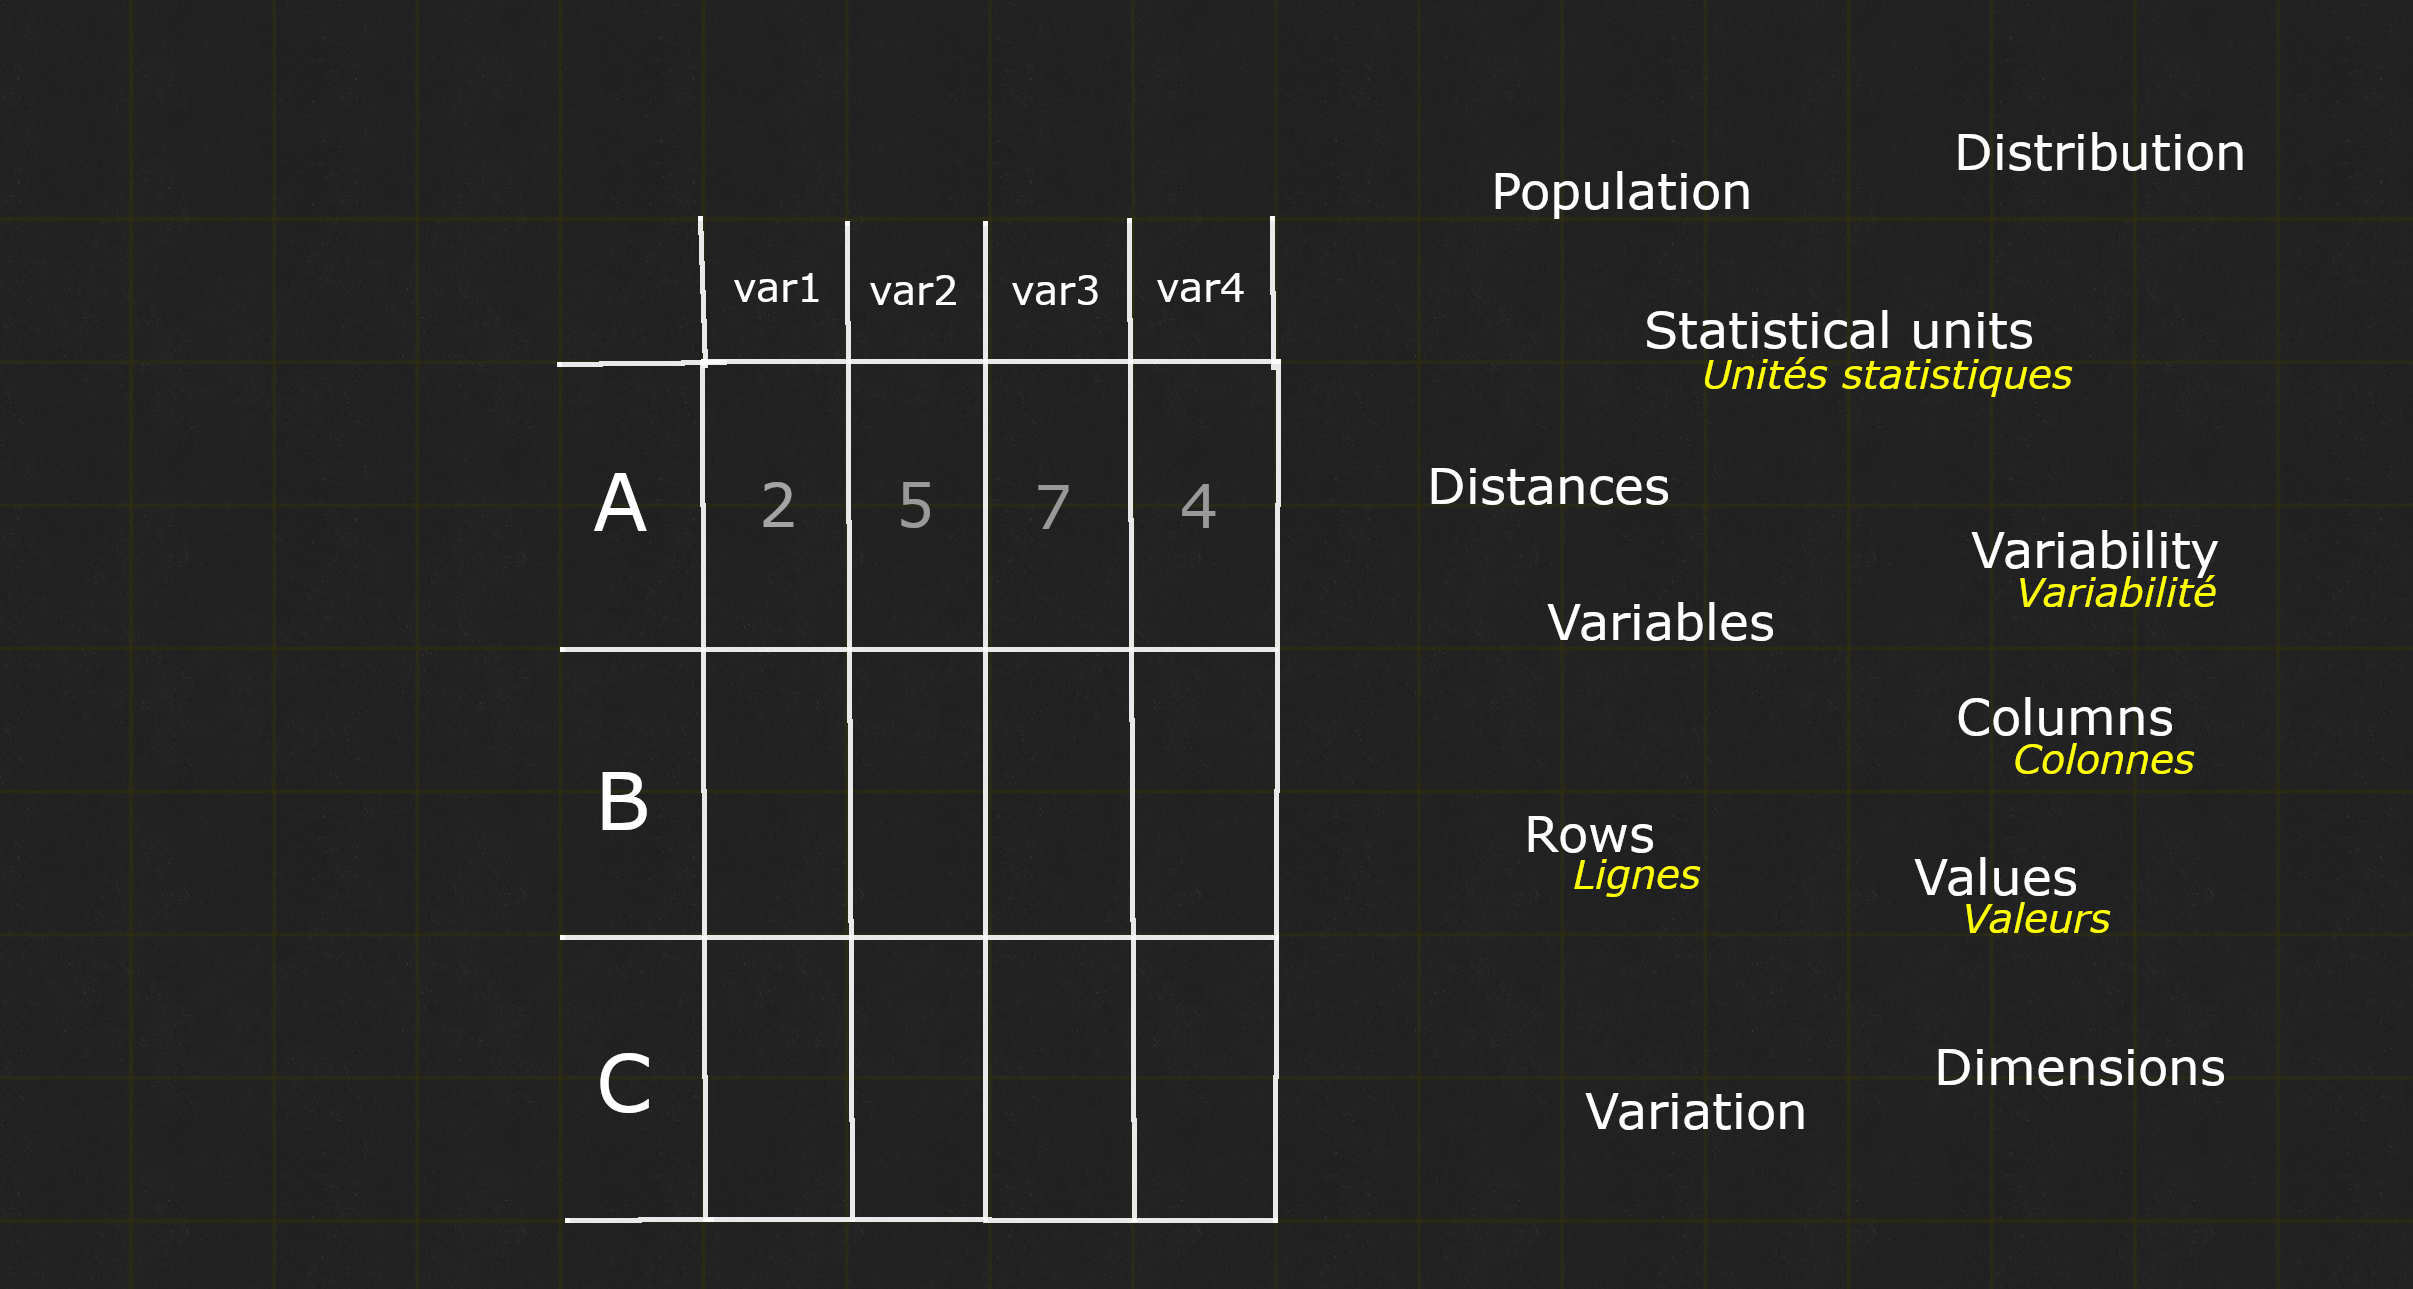 var1 var2 var3 var4
A 2 5 7 4
B
C
Distribution
Population
Statistical units
Unités statistiques
Distances
Variability
Variabilité
Variables
Columns
Colonnes
Rows
Lignes
Values
Valeurs
Dimensions
Variation